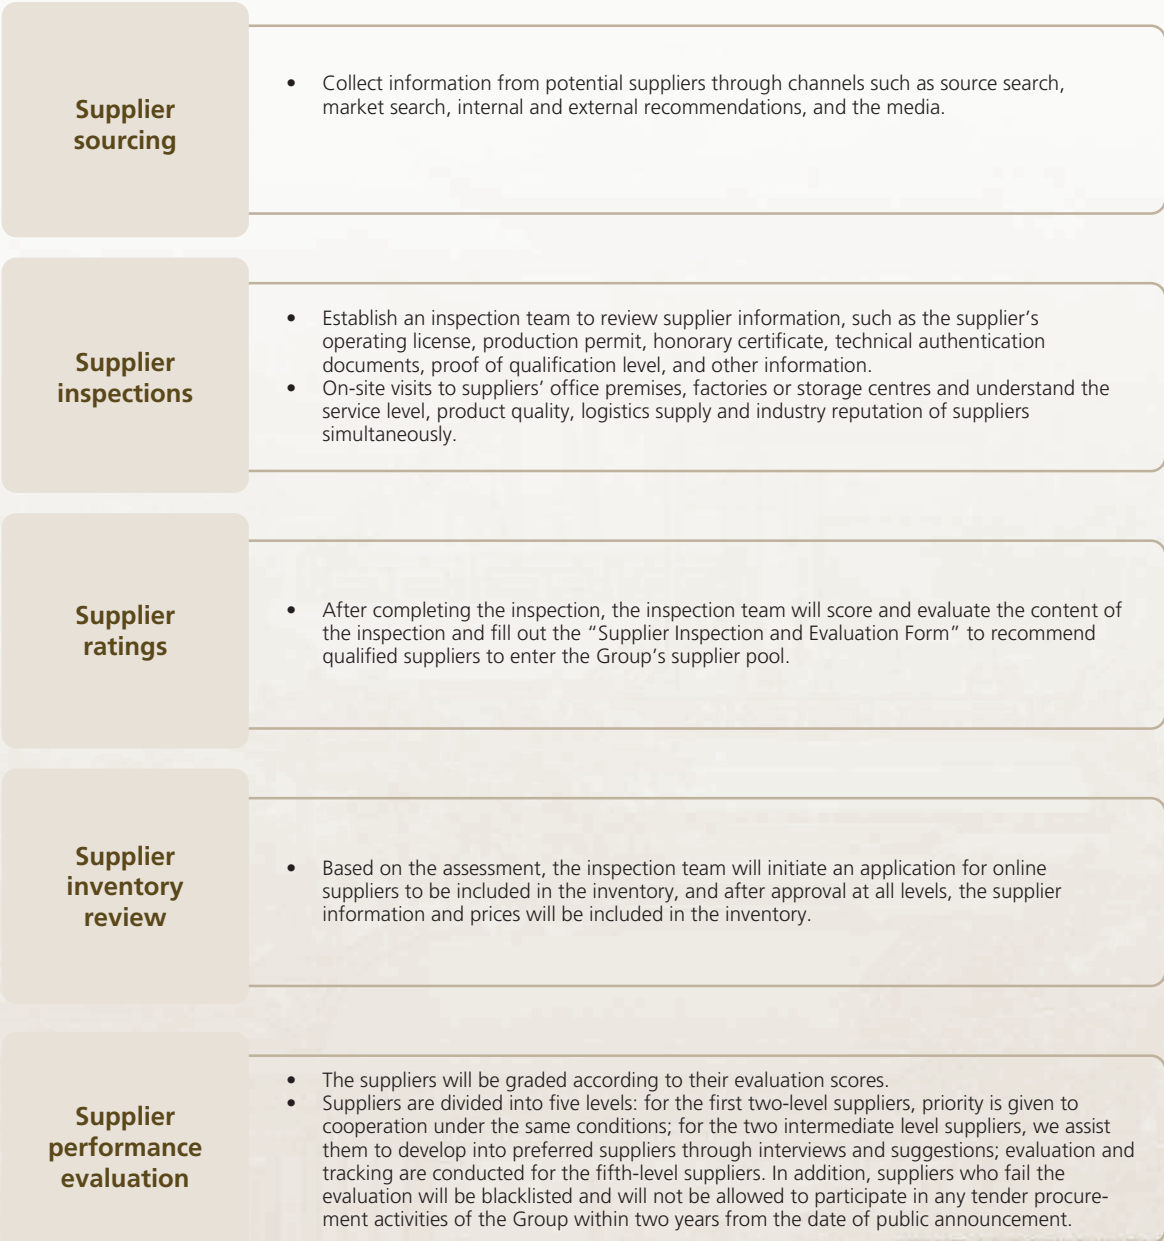 Supplier
sourcing
• Collect information from potential suppliers through channels such as source search,
market search, internal and external recommendations, and the media.
Supplier
inspections
• Establish an inspection team to review supplier information, such as the supplier’s
operating license, production permit, honorary certificate, technical authentication
documents, proof of qualification level, and other information.
• On-site visits to suppliers’ office premises, factories or storage centres and understand the
service level, product quality, logistics supply and industry reputation of suppliers
simultaneously.
Supplier
ratings
• After completing the inspection, the inspection team will score and evaluate the content of
the inspection and fill out the “Supplier Inspection and Evaluation Form” to recommend
qualified suppliers to enter the Group’s supplier pool.
Supplier
inventory
review
• Based on the assessment, the inspection team will initiate an application for online
suppliers to be included in the inventory, and after approval at all levels, the supplier
information and prices will be included in the inventory.
Supplier
performance
evaluation
• The suppliers will be graded according to their evaluation scores.
• Suppliers are divided into five levels: for the first two-level suppliers, priority is given to
cooperation under the same conditions; for the two intermediate level suppliers, we assist
them to develop into preferred suppliers through interviews and suggestions; evaluation and
tracking are conducted for the fifth-level suppliers. In addition, suppliers who fail the
evaluation will be blacklisted and will not be allowed to participate in any tender procure-
ment activities of the Group within two years from the date of public announcement.